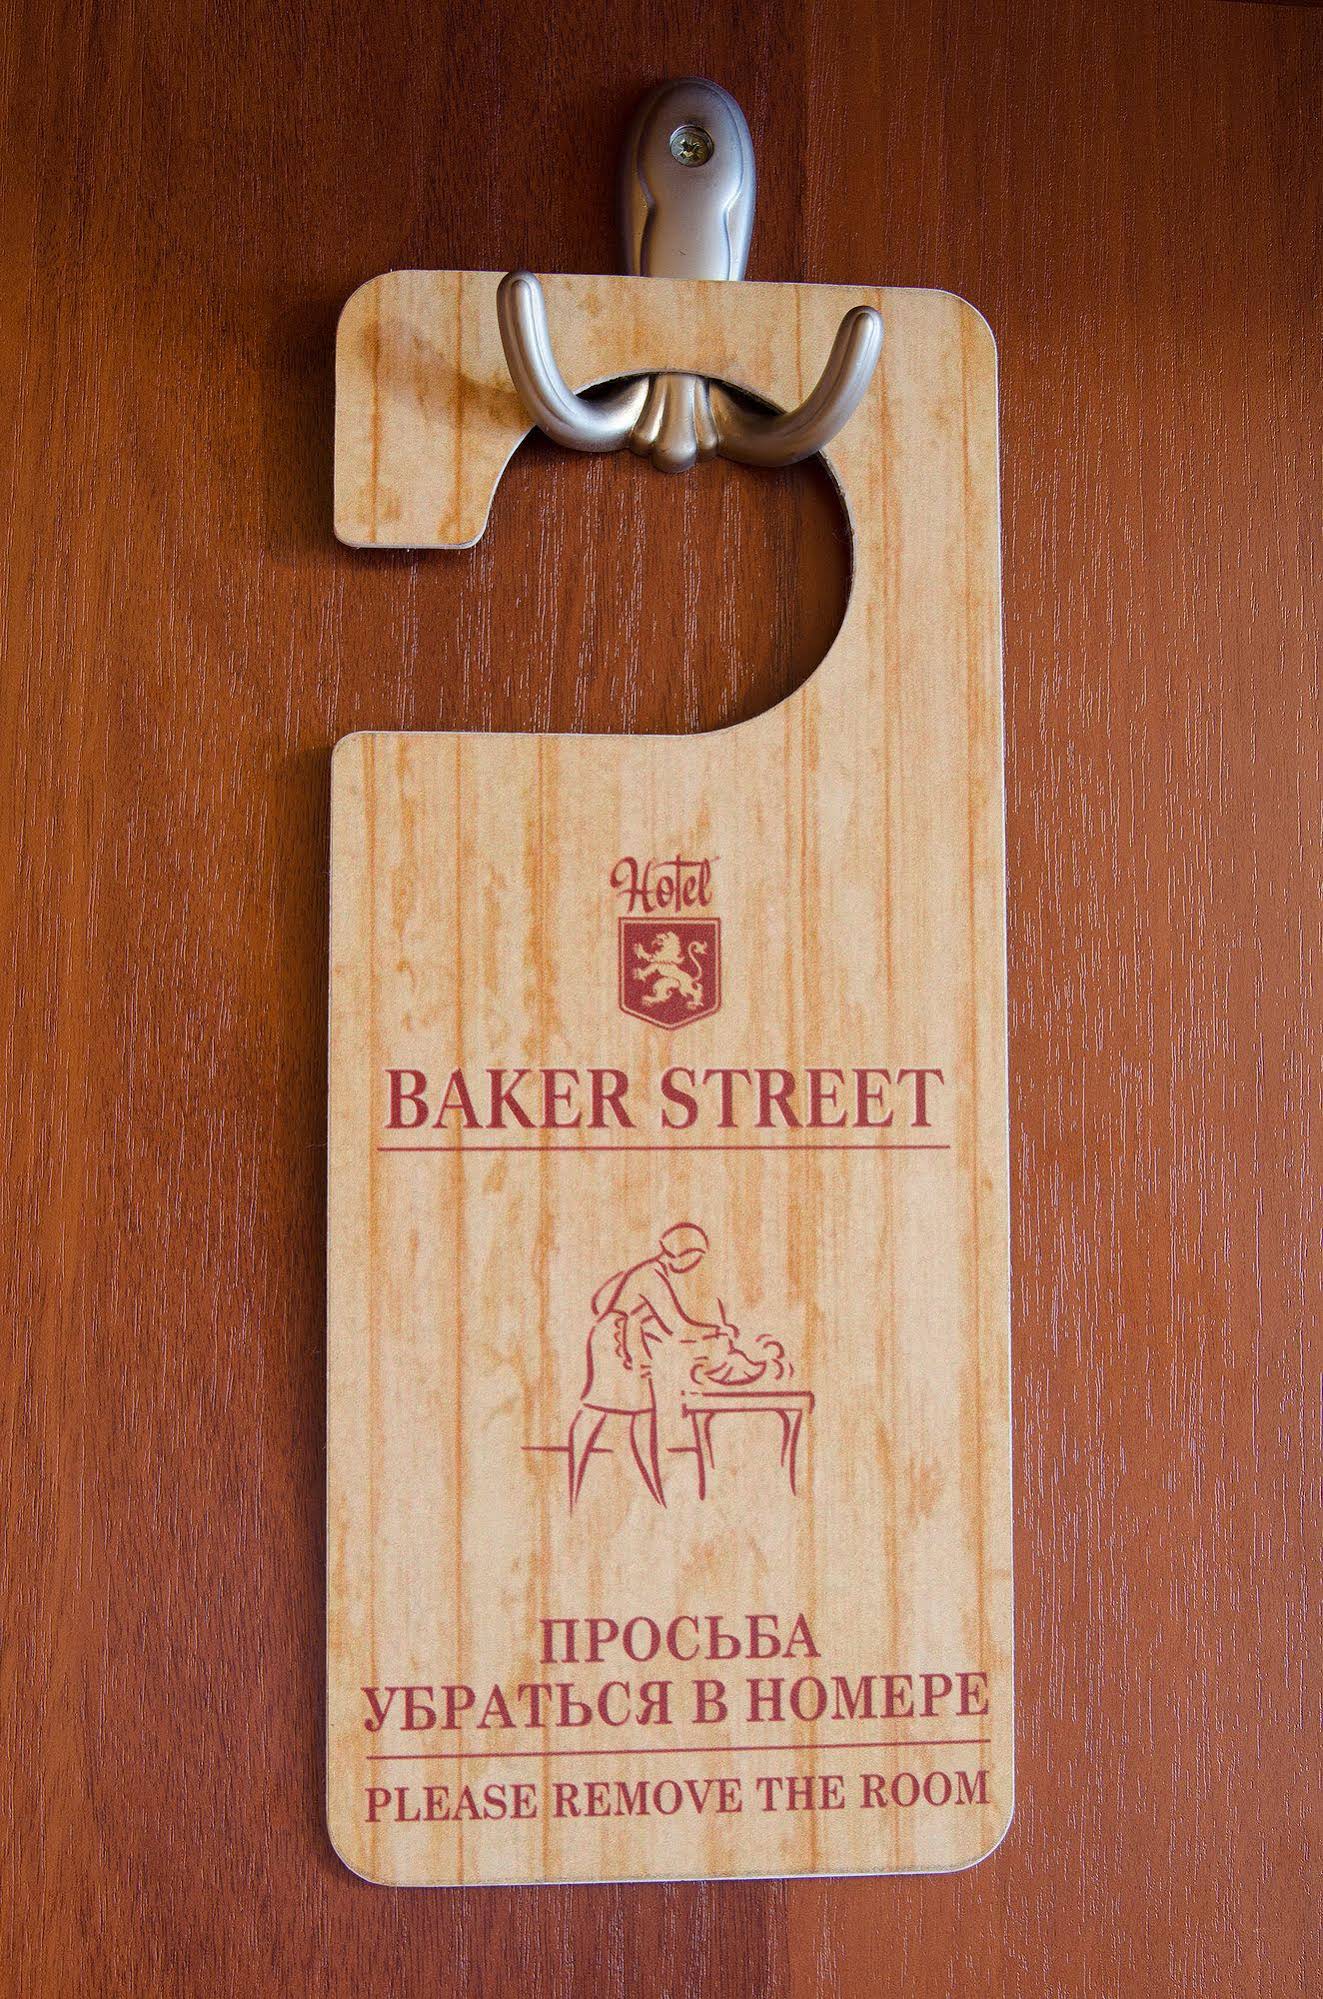 Hotel
BAKER STREET
ПРОСЬБА
УБРАТЬСЯ В НОМЕРЕ
PLEASE REMOVE THE ROOM